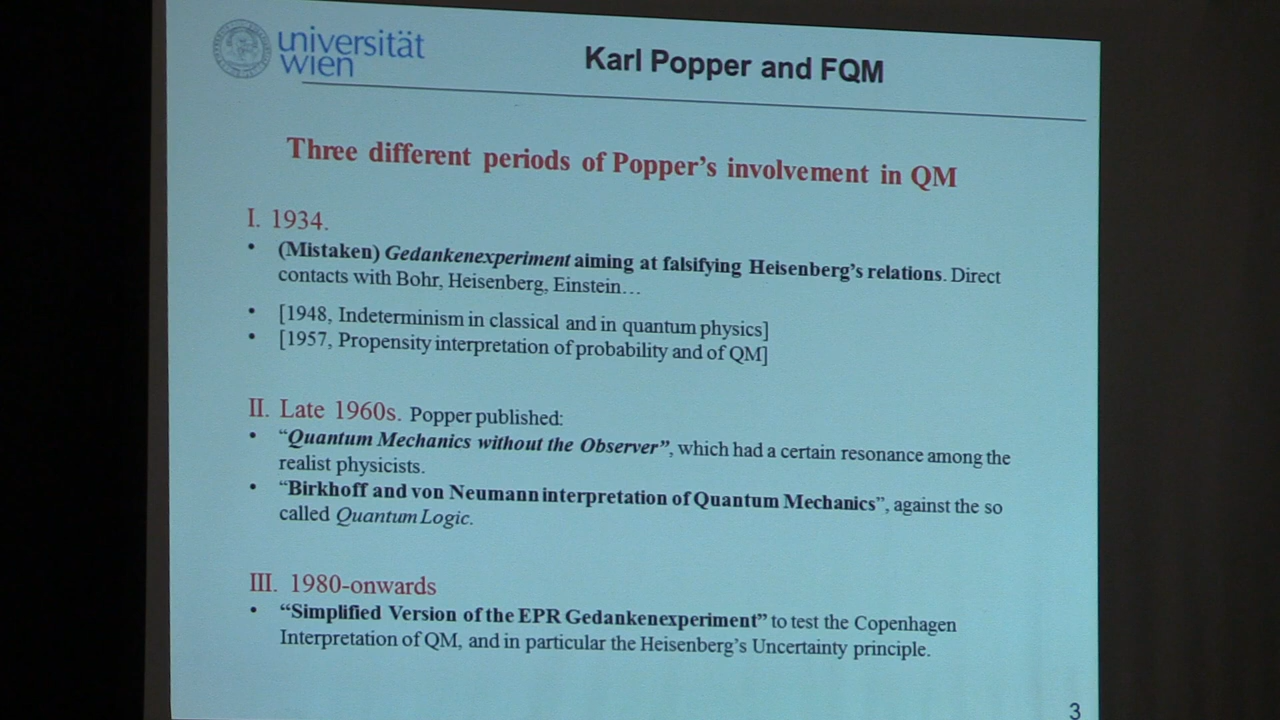 universität
wien
Karl Popper and FQM
Three different periods of Popper's involvement in QM
I. 1934.
• (Mistaken) Gedankenexperiment aiming at falsifying Heisenberg's relations. Direct
contacts with Bohr, Heisenberg, Einstein…
• [1948, Indeterminism in classical and in quantum physics]
• [1957, Propensity interpretation of probability and of QM]
II. Late 1960s. Popper published:
• “Quantum Mechanics without the Observer”, which had a certain resonance among the
realist physicists.
• “Birkhoff and von Neumann interpretation of Quantum Mechanics”, against the so
called Quantum Logic.
III. 1980-onwards
• “Simplified Version of the EPR Gedankenexperiment” to test the Copenhagen
Interpretation of QM, and in particular the Heisenberg's Uncertainty principle.
3